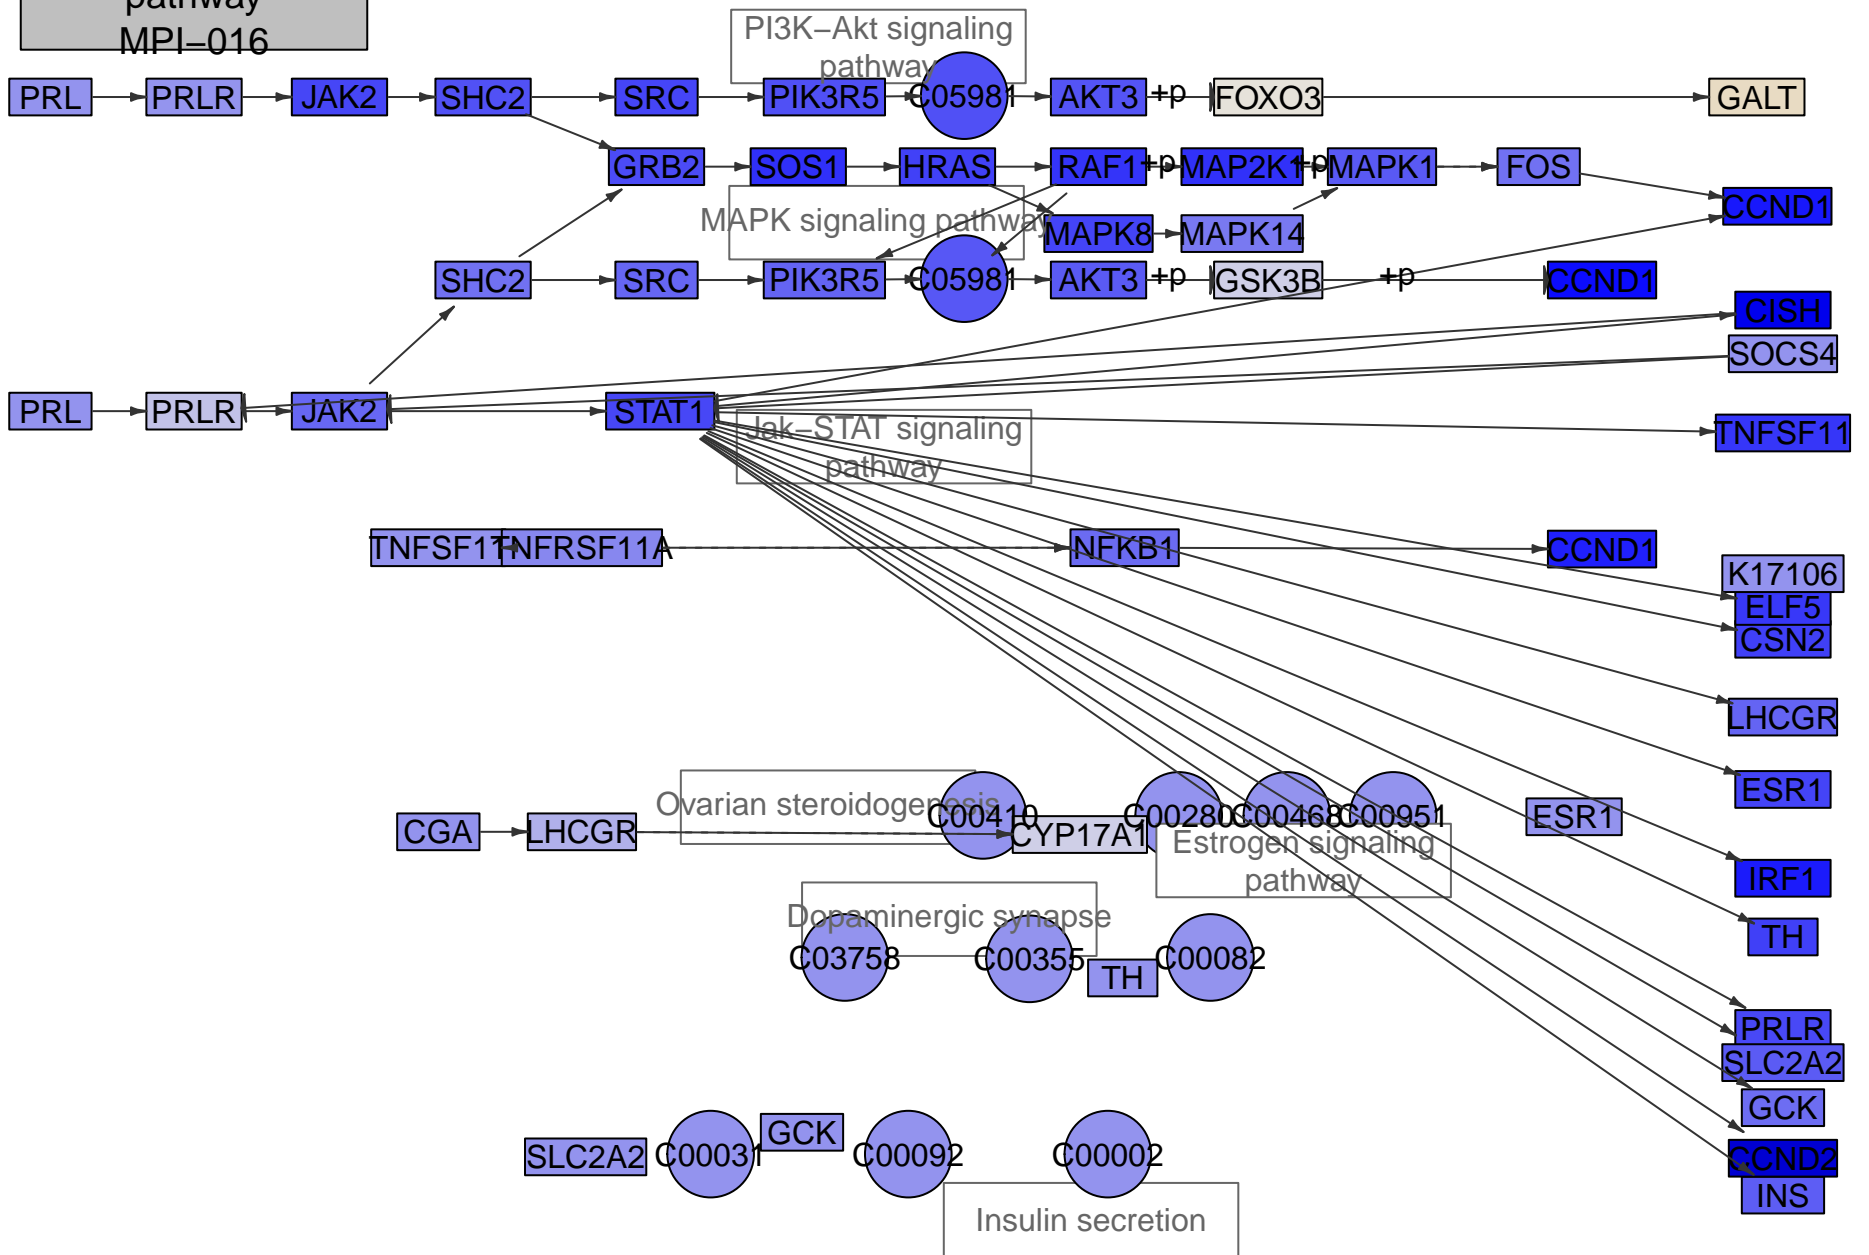 pathway
MPI−016
PI3K−Akt signaling
pathway
PRL
PRLR
JAK2
SHC2
SRC
PIK3R5
C05981
AKT3
+p
FOXO3
GALT
GRB2
SOS1
HRAS
RAF1
+p
MAP2K1
+p
MAPK1
FOS
CCND1
MAPK signaling pathway
MAPK8
MAPK14
SHC2
SRC
PIK3R5
C05981
AKT3
+p
GSK3B
+p
CCND1
CISH
SOCS4
PRL
PRLR
JAK2
STAT1
Jak−STAT signaling
pathway
TNFSF11
TNFSF11
TNFRSF11A
NFKB1
CCND1
K17106
ELF5
CSN2
LHCGR
ESR1
Ovarian steroidogenesis
C00410
C00280
C00468
C00951
ESR1
CGA
LHCGR
CYP17A1
Estrogen signaling
pathway
IRF1
Dopaminergic synapse
TH
C03758
C00355
TH
C00082
PRLR
SLC2A2
GCK
GCK
SLC2A2
C00031
C00092
C00002
CCND2
INS
Insulin secretion